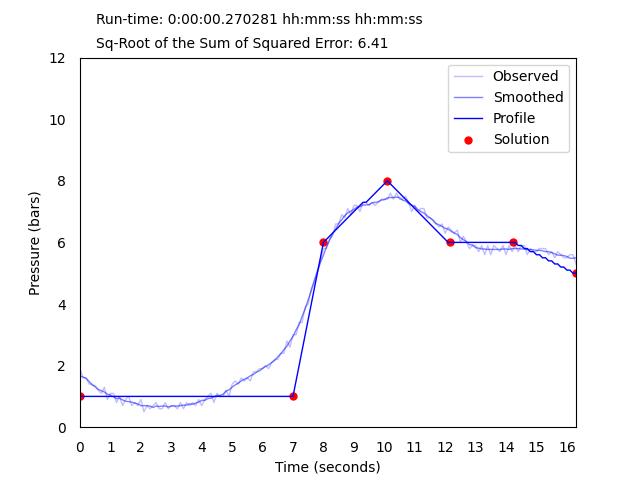 Run-time: 0:00:00.270281 hh:mm:ss hh:mm:ss
Sq-Root of the Sum of Squared Error: 6.41
Observed
Smoothed
Profile
Solution
12
10
8
6
4
2
0
Pressure (bars)
0 1 2 3 4 5 6 7 8 9 10 11 12 13 14 15 16
Time (seconds)